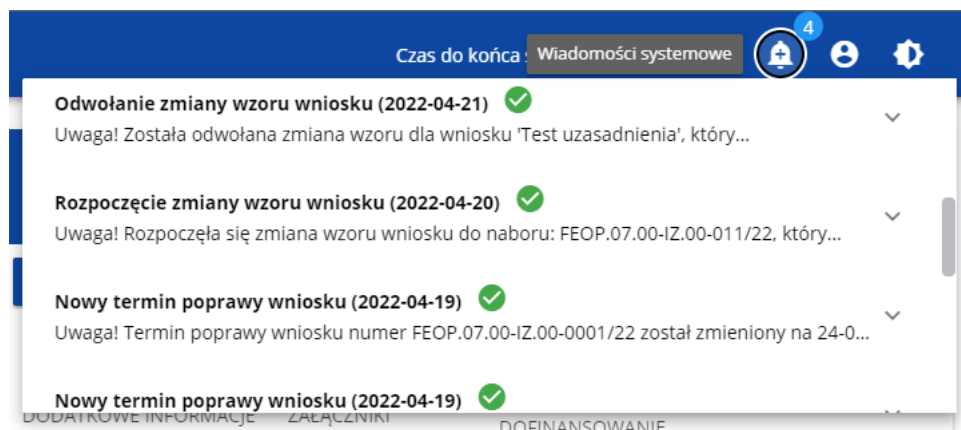 4
Czas do końca
Wiadomości systemowe
Odwołanie zmiany wzoru wniosku (2022-04-21)
Uwaga! Została odwołana zmiana wzoru dla wniosku 'Test uzasadnienia', który...
Rozpoczęcie zmiany wzoru wniosku (2022-04-20)
Uwaga! Rozpoczęła się zmiana wzoru wniosku do naboru: FEOP.07.00-IZ.00-011/22, który...
Nowy termin poprawy wniosku (2022-04-19)
Uwaga! Termin poprawy wniosku numer FEOP.07.00-IZ.00-0001/22 został zmieniony na 24-0...
Nowy termin poprawy wniosku (2022-04-19)
DODATKOWE INFORMACJE ZAŁĄCZNIKI
DOFINANSOWANIE